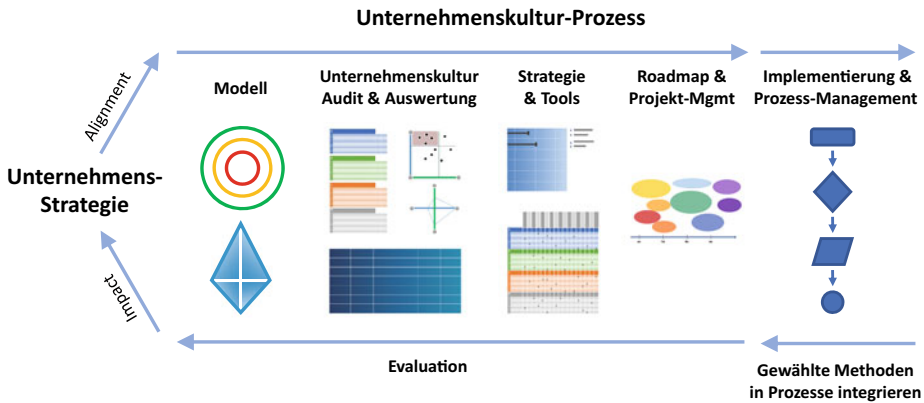 Unternehmenskultur-Prozess
Alignment
Modell
Unternehmenskultur
Audit & Auswertung
Strategie
& Tools
Roadmap &
Projekt-Mgmt
Implementierung &
Prozess-Management
Unternehmens-
Strategie
Impact
Evaluation
Gewählte Methoden
in Prozesse integrieren